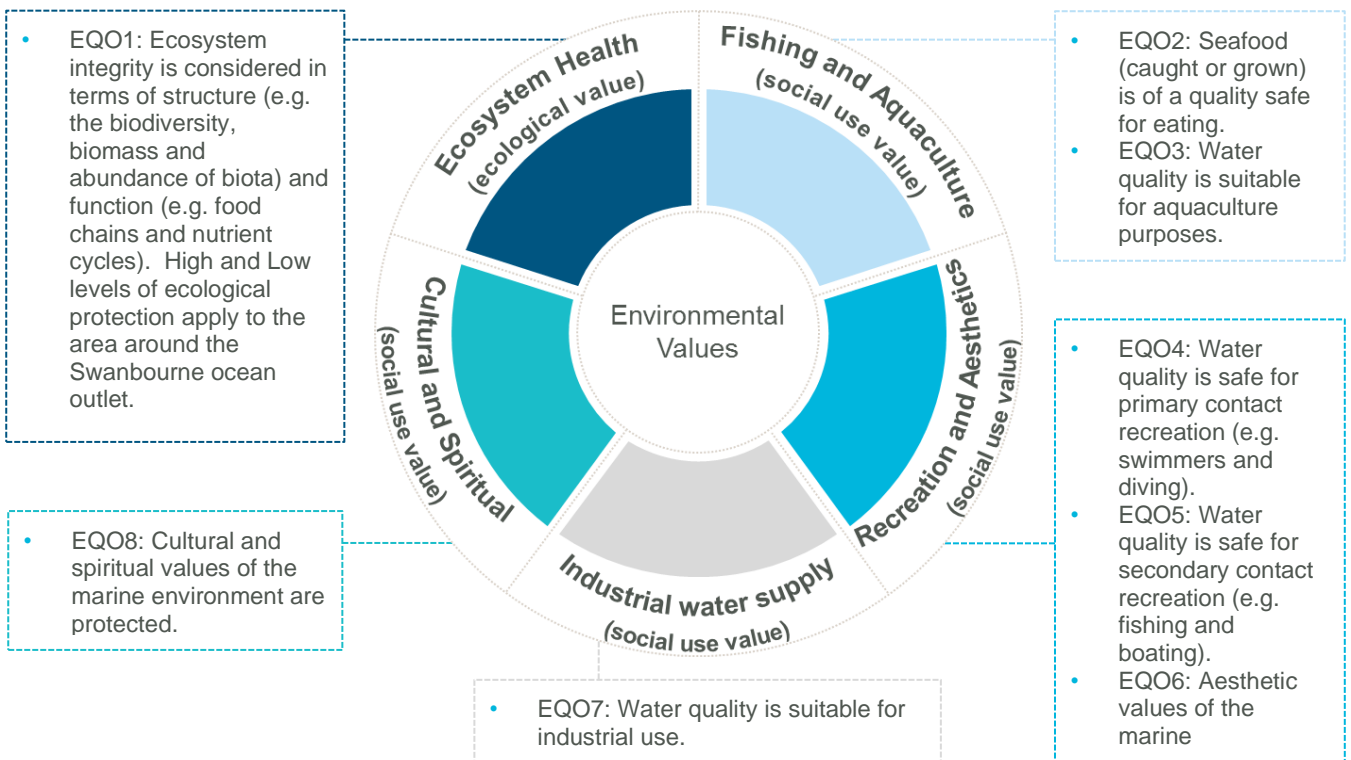 • EQO1: Ecosystem
integrity is considered in
terms of structure (e.g.
the biodiversity,
biomass and
abundance of biota) and
function (e.g. food
chains and nutrient
cycles).  High and Low
levels of ecological
protection apply to the
area around the
Swanbourne ocean
outlet.
Ecosystem Health
(ecological value)
Fishing and Aquaculture
(social use value)
• EQO2: Seafood
(caught or grown)
is of a quality safe
for eating.
• EQO3: Water
quality is suitable
for aquaculture
purposes.
Environmental
Values
Cultural and Spiritual
(social use value)
Recreation and Aesthetics
(social use value)
• EQO4: Water
quality is safe for
primary contact
recreation (e.g.
swimmers and
diving).
• EQO5: Water
quality is safe for
secondary contact
recreation (e.g.
fishing and
boating).
• EQO6: Aesthetic
values of the
marine
• EQO8: Cultural and
spiritual values of the
marine environment are
protected.
Industrial water supply
(social use value)
• EQO7: Water quality is suitable for
industrial use.